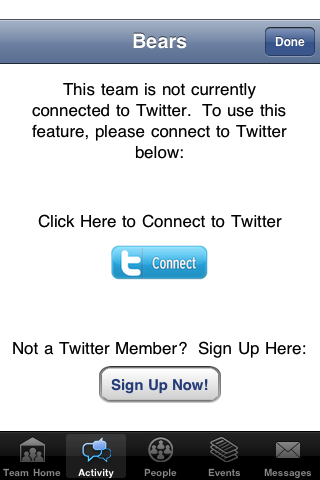 Bears
Done
This team is not currently
connected to Twitter.  To use this
feature, please connect to Twitter
below:
Click Here to Connect to Twitter
t Connect
Not a Twitter Member?  Sign Up Here:
Sign Up Now!
Team Home Activity People Events Messages